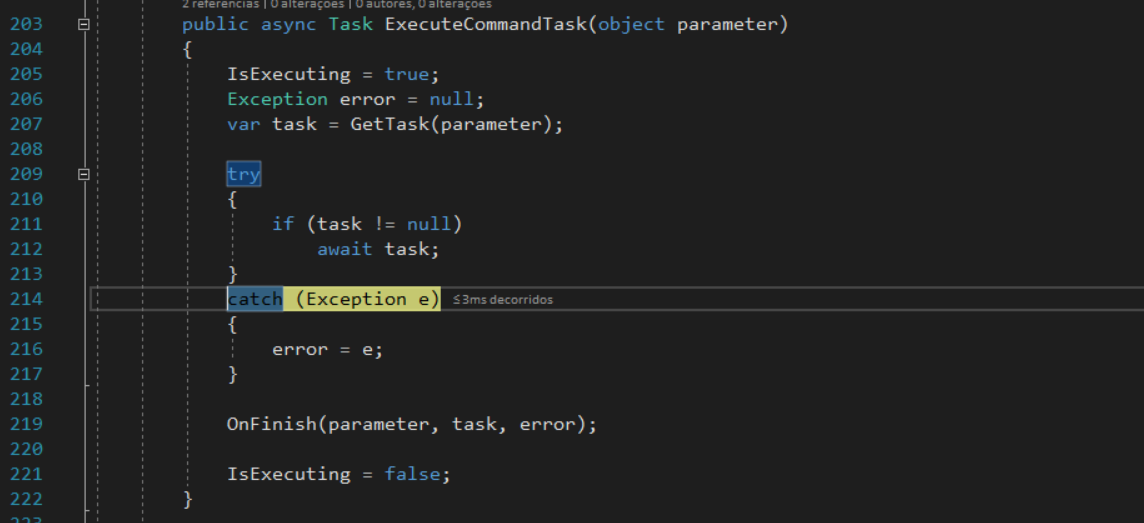 2 referências | 0 alterações | 0 autores, 0 alterações
203 public async Task ExecuteCommandTask(object parameter)
204 {
205 IsExecuting = true;
206 Exception error = null;
207 var task = GetTask(parameter);
208
209 try
210 {
211 if (task != null)
212 await task;
213 }
214 catch (Exception e) ≤3ms decorridos
215 {
216 error = e;
217 }
218
219 OnFinish(parameter, task, error);
220
221 IsExecuting = false;
222 }
223